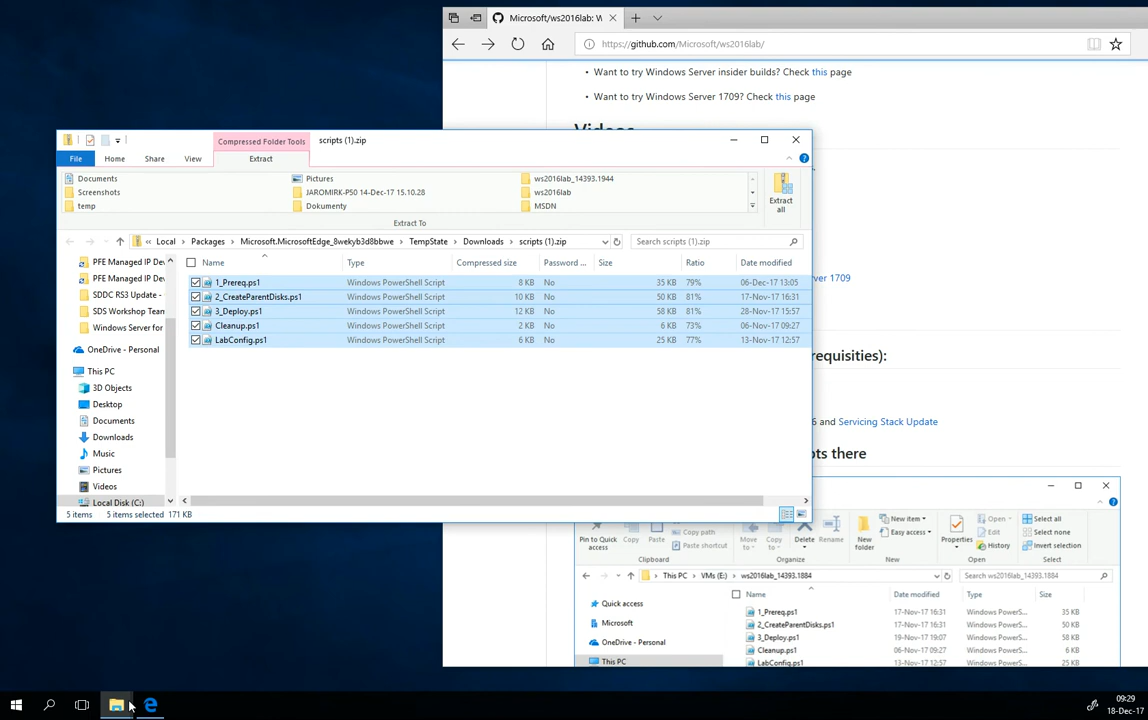 Microsoft/ws2016lab: W
https://github.com/Microsoft/ws2016lab/
• Want to try Windows Server insider builds? Check this page
• Want to try Windows Server 1709? Check this page
Videos
Compressed Folder Tools
scripts (1).zip
File Home Share View Extract
Documents Pictures ws2016lab_14393.1944
Screenshots JAROMIRK-P50 14-Dec-17 15.10.28 ws2016lab
temp Dokumenty MSDN
Extract all
Extract To
« Local › Packages › Microsoft.MicrosoftEdge_8wekyb3d8bbwe › TempState › Downloads › scripts (1).zip
Search scripts (1).zip
Name Type Compressed size Password ... Size Ratio Date modified
1_Prereq.ps1 Windows PowerShell Script 8 KB No 35 KB 79% 06-Dec-17 13:05
2_CreateParentDisks.ps1 Windows PowerShell Script 10 KB No 50 KB 81% 17-Nov-17 16:31
3_Deploy.ps1 Windows PowerShell Script 12 KB No 58 KB 81% 28-Nov-17 15:57
Cleanup.ps1 Windows PowerShell Script 2 KB No 6 KB 73% 06-Nov-17 09:27
LabConfig.ps1 Windows PowerShell Script 6 KB No 25 KB 77% 13-Nov-17 12:57
PFE Managed IP Dev
PFE Managed IP Dev
SDDC RS3 Update -
SDS Workshop Team
Windows Server for
OneDrive - Personal
This PC
3D Objects
Desktop
Documents
Downloads
Music
Pictures
Videos
Local Disk (C:)
5 items 5 items selected 171 KB
ver 1709
requisities):
6 and Servicing Stack Update
ots there
Pin to Quick access
Copy
Paste
Copy path
Paste shortcut
Clipboard
Move to
Copy to
Delete
Rename
Organize
New folder
New item
Easy access
New
Properties
Open
Edit
History
Open
Select all
Select none
Invert selection
Select
This PC › VMs (E:) › ws2016lab_14393.1884
Search ws2016lab_14393.1884
Name Date modified Type Size
Quick access
Microsoft
OneDrive - Personal
This PC
1_Prereq.ps1 17-Nov-17 16:31 Windows PowerS... 35 KB
2_CreateParentDisks.ps1 17-Nov-17 16:31 Windows PowerS... 50 KB
3_Deploy.ps1 19-Nov-17 19:07 Windows PowerS... 58 KB
Cleanup.ps1 06-Nov-17 09:27 Windows PowerS... 6 KB
LabConfig.ps1 13-Nov-17 12:57 Windows PowerS... 25 KB
09:29
18-Dec-17